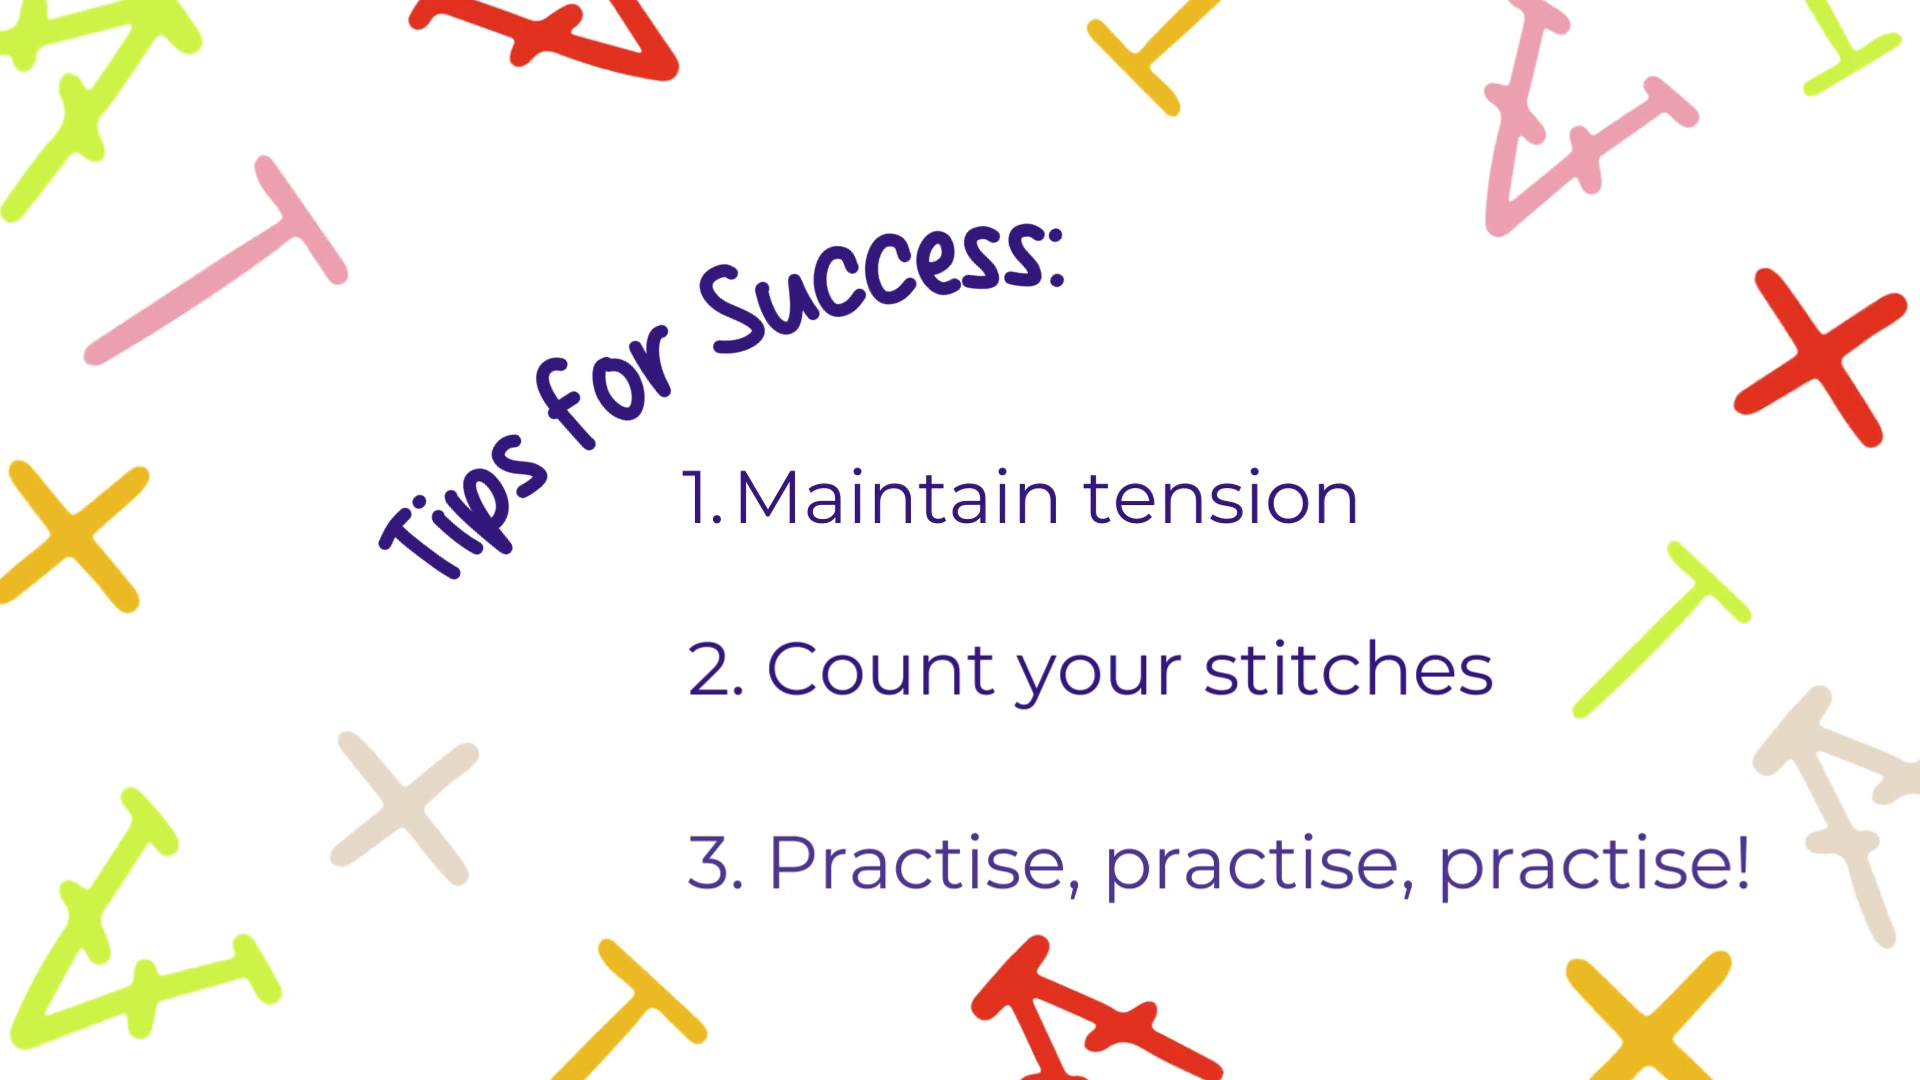 Tips for Success:
1. Maintain tension
2. Count your stitches
3. Practise, practise, practise!